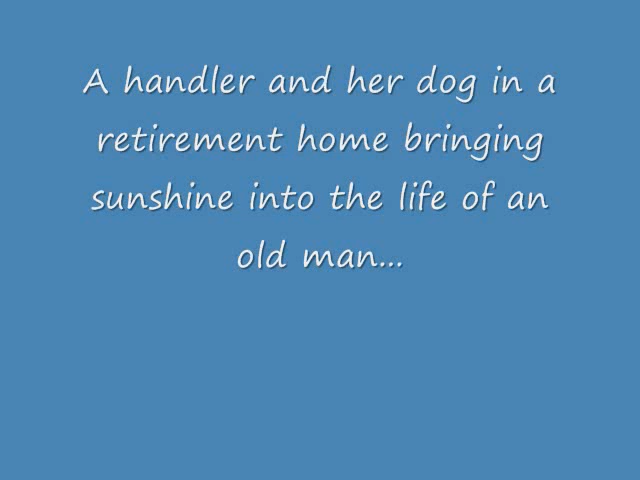 A handler and her dog in a
retirement home bringing
sunshine into the life of an
old man...